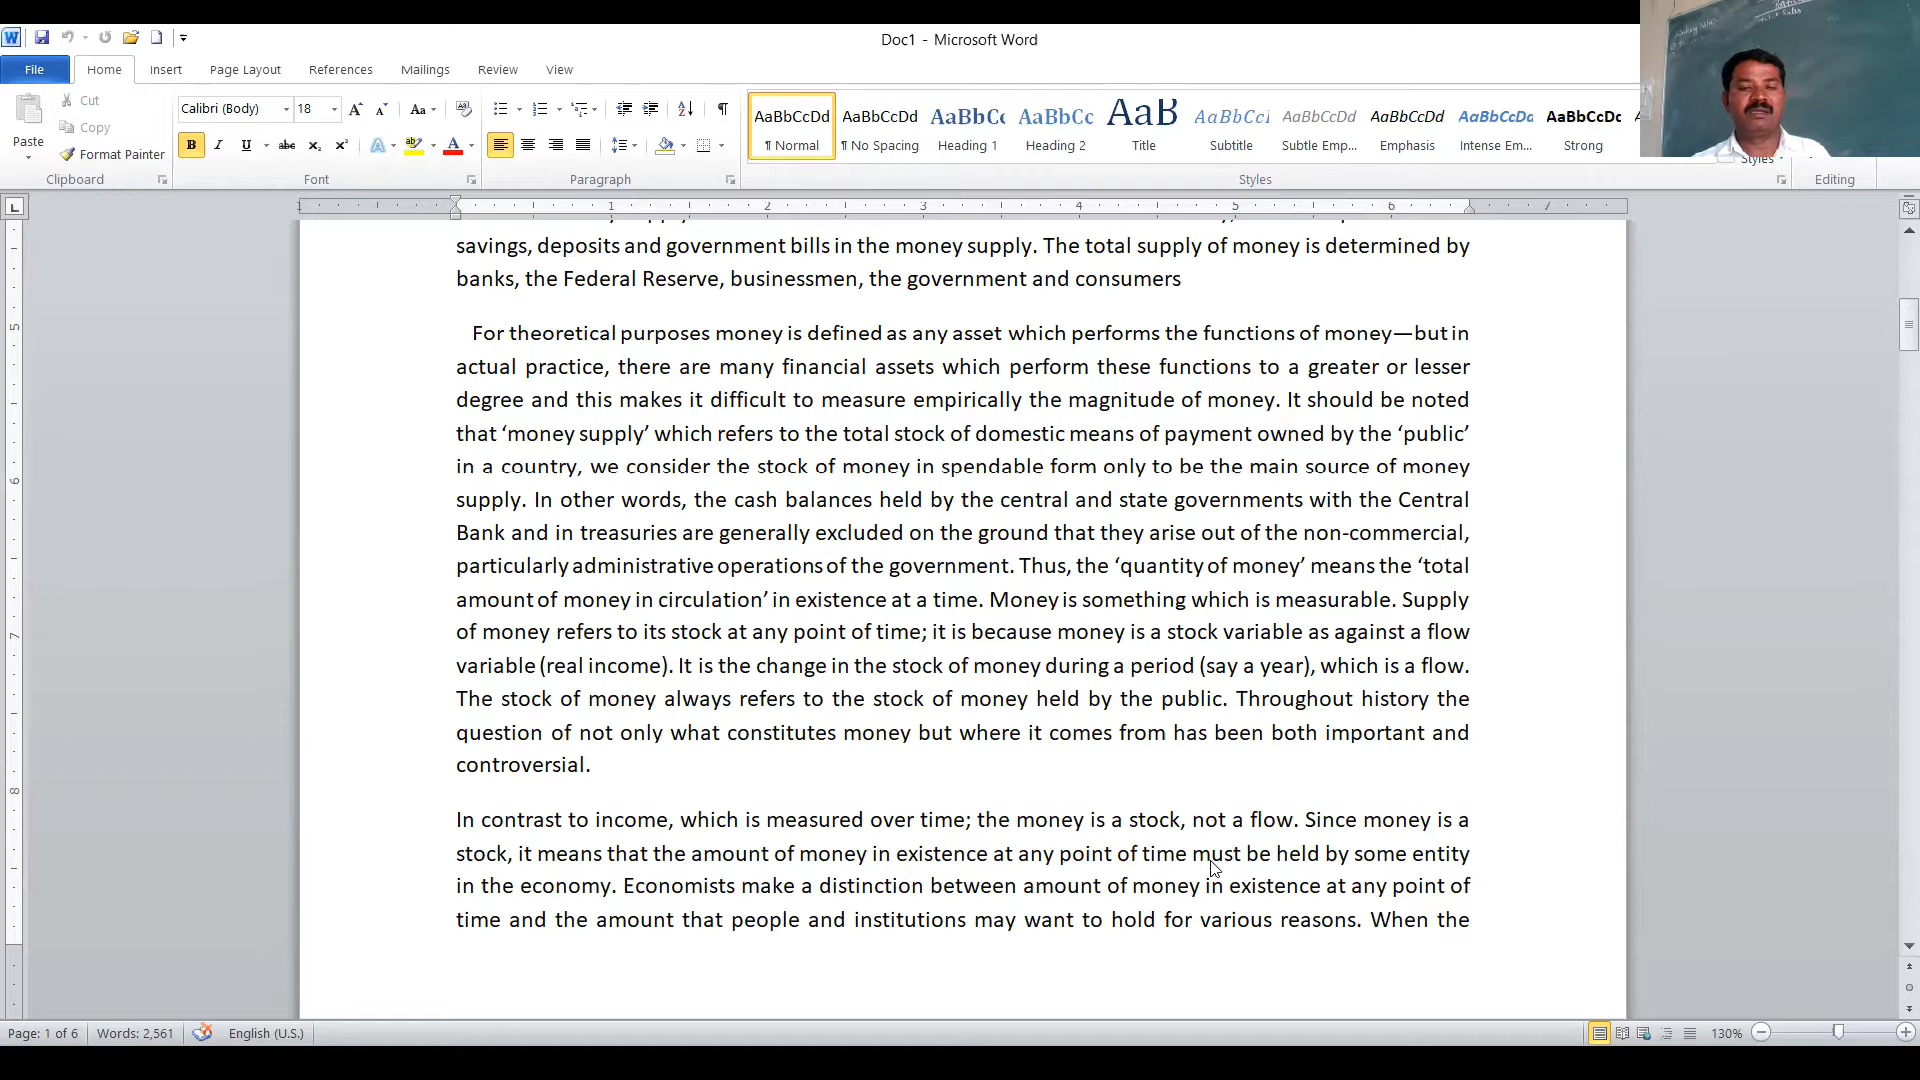 Doc1 - Microsoft Word
File Home Insert Page Layout References Mailings Review View
Paste
Cut
Copy
Format Painter
Clipboard
Calibri (Body) 18
Font
Paragraph
AaBbCcDd AaBbCcDd AaBbCc AaBbCc AaB AaBbCcI AaBbCcDd AaBbCcDd AaBbCcDd AaBbCcDc
¶ Normal ¶ No Spacing Heading 1 Heading 2 Title Subtitle Subtle Emp... Emphasis Intense Em... Strong
Styles
Styles
Editing
1 1 2 3 4 5 6 7
savings, deposits and government bills in the money supply. The total supply of money is determined by
banks, the Federal Reserve, businessmen, the government and consumers
For theoretical purposes money is defined as any asset which performs the functions of money—but in
actual practice, there are many financial assets which perform these functions to a greater or lesser
degree and this makes it difficult to measure empirically the magnitude of money. It should be noted
that ‘money supply’ which refers to the total stock of domestic means of payment owned by the ‘public’
in a country, we consider the stock of money in spendable form only to be the main source of money
supply. In other words, the cash balances held by the central and state governments with the Central
Bank and in treasuries are generally excluded on the ground that they arise out of the non-commercial,
particularly administrative operations of the government. Thus, the ‘quantity of money’ means the ‘total
amount of money in circulation’ in existence at a time. Money is something which is measurable. Supply
of money refers to its stock at any point of time; it is because money is a stock variable as against a flow
variable (real income). It is the change in the stock of money during a period (say a year), which is a flow.
The stock of money always refers to the stock of money held by the public. Throughout history the
question of not only what constitutes money but where it comes from has been both important and
controversial.
In contrast to income, which is measured over time; the money is a stock, not a flow. Since money is a
stock, it means that the amount of money in existence at any point of time must be held by some entity
in the economy. Economists make a distinction between amount of money in existence at any point of
time and the amount that people and institutions may want to hold for various reasons. When the
5
6
7
8
Page: 1 of 6 Words: 2,561 English (U.S.) 130%